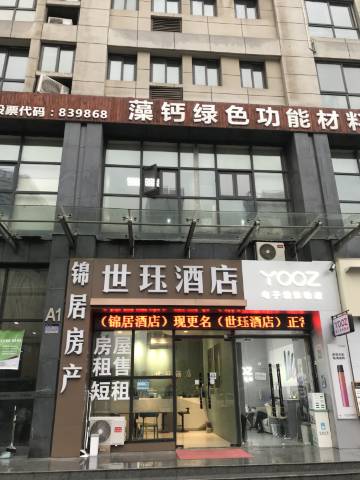 股票代码：839868
藻钙绿色功能材料
锦居房产
世珏酒店
YOOZ
A1
（锦居酒店）现更名（世珏酒店）正常
房屋
租售
短租
YOOZ